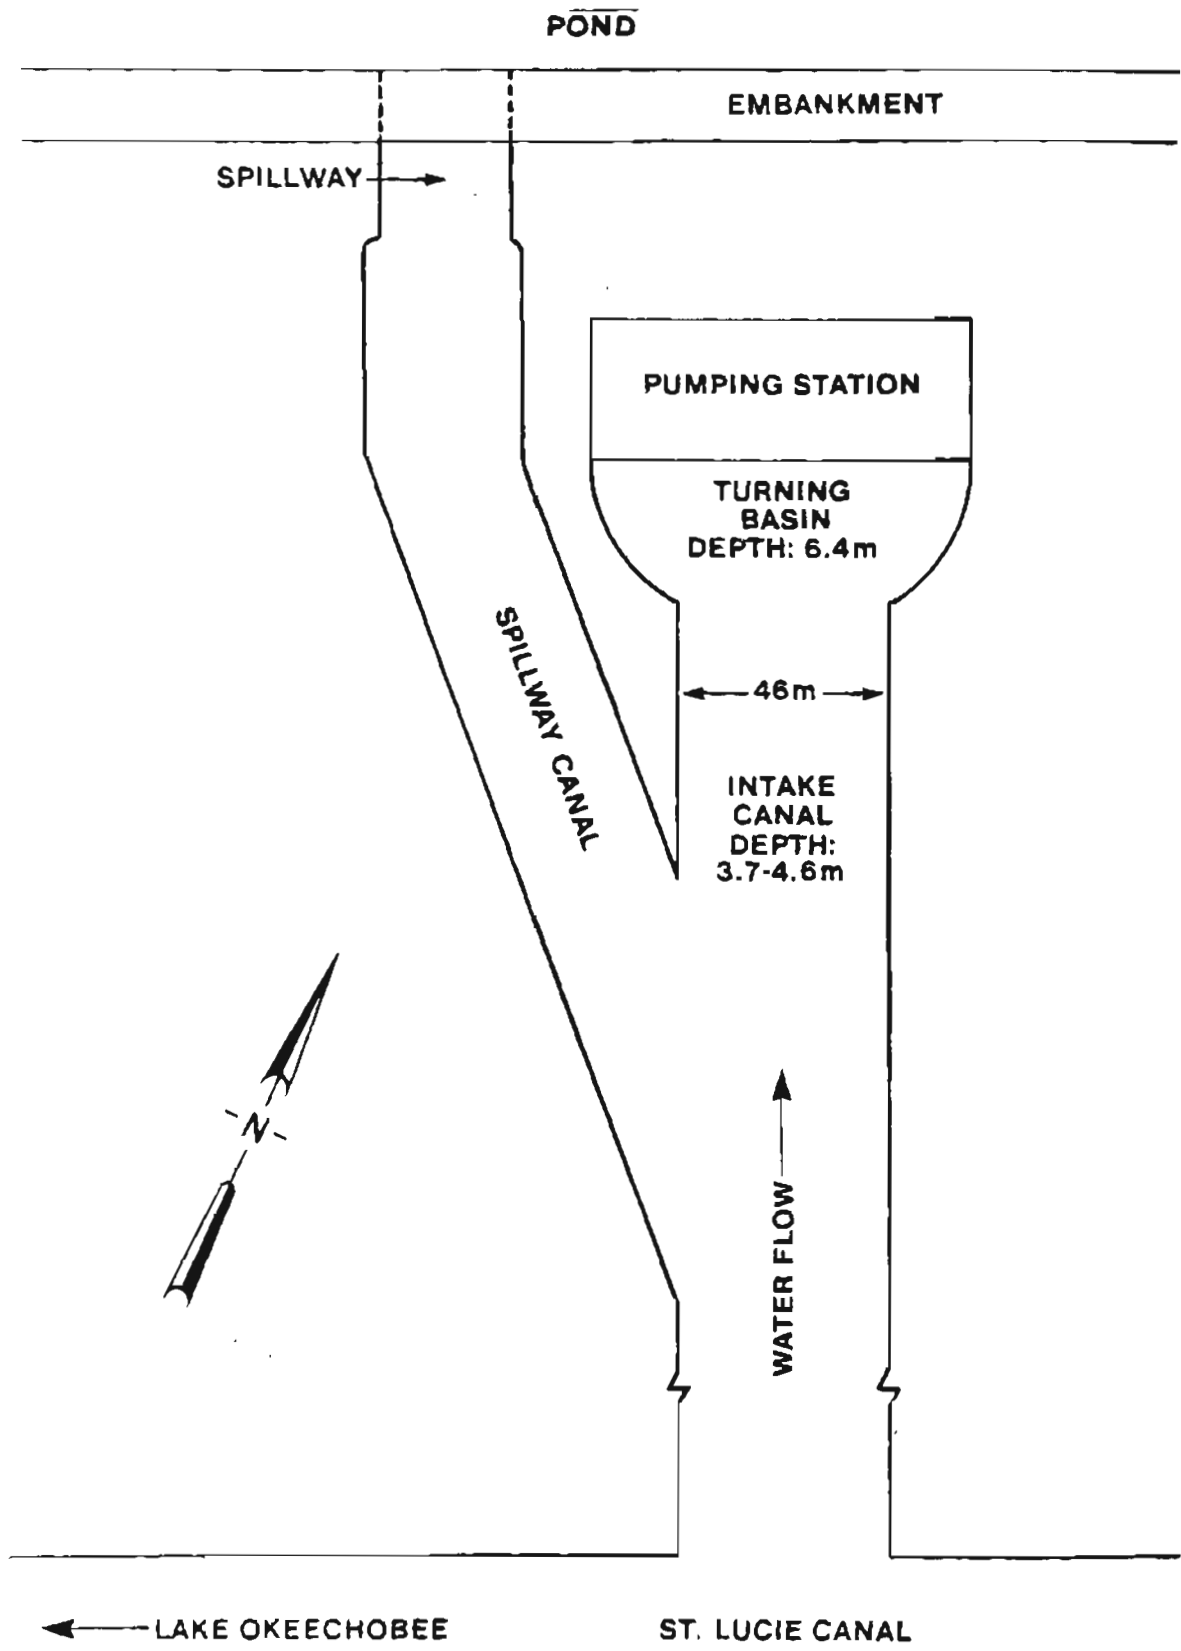 POND
EMBANKMENT
SPILLWAY
PUMPING STATION
TURNING
BASIN
DEPTH: 6.4m
SPILLWAY CANAL
46m
INTAKE
CANAL
DEPTH:
3.7-4.6m
N
WATER FLOW
LAKE OKEECHOBEE
ST. LUCIE CANAL